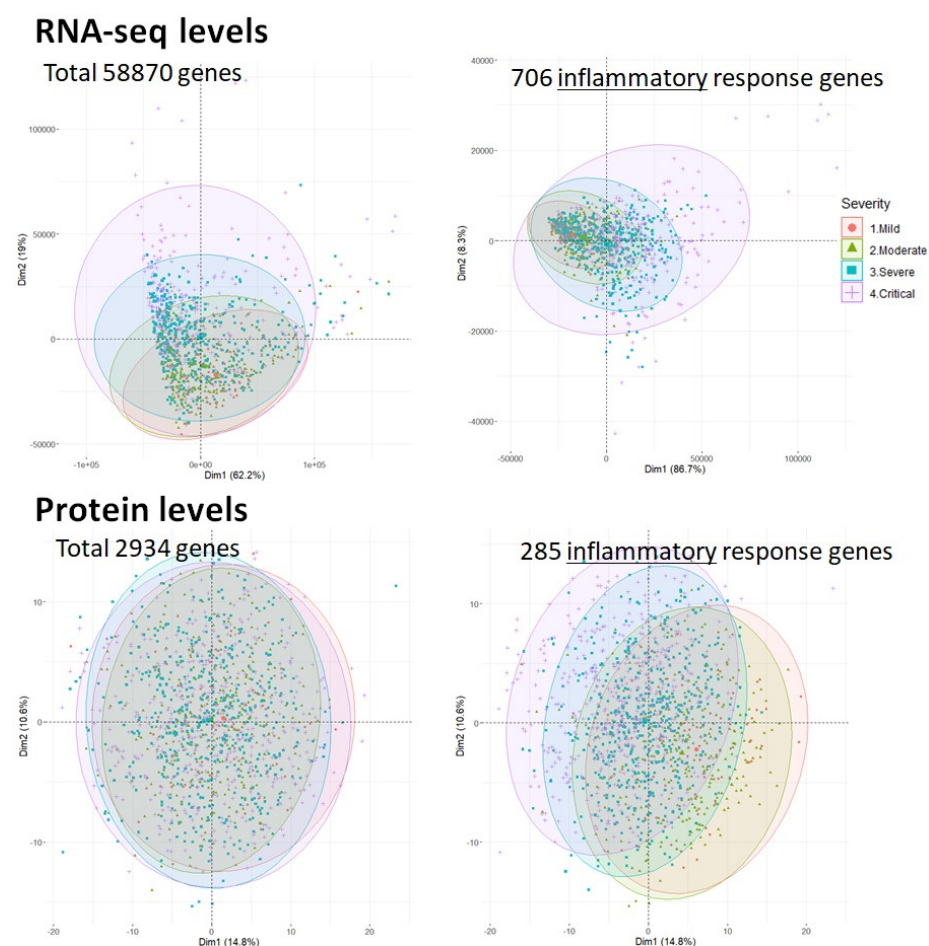 RNA-seq levels
Total 58870 genes
100000
50000
0
-50000
Dim2 (19%)
-1e+05
0e+00
1e+05
Dim1 (62.2%)
706 inflammatory response genes
40000
20000
0
-20000
-40000
Dim2 (8.3%)
-50000
0
50000
100000
Dim1 (86.7%)
Severity
1.Mild
2.Moderate
3.Severe
4.Critical
Protein levels
Total 2934 genes
10
0
-10
Dim2 (10.6%)
-20
-10
0
10
20
Dim1 (14.8%)
285 inflammatory response genes
10
0
-10
Dim2 (10.6%)
-20
-10
0
10
20
Dim1 (14.8%)